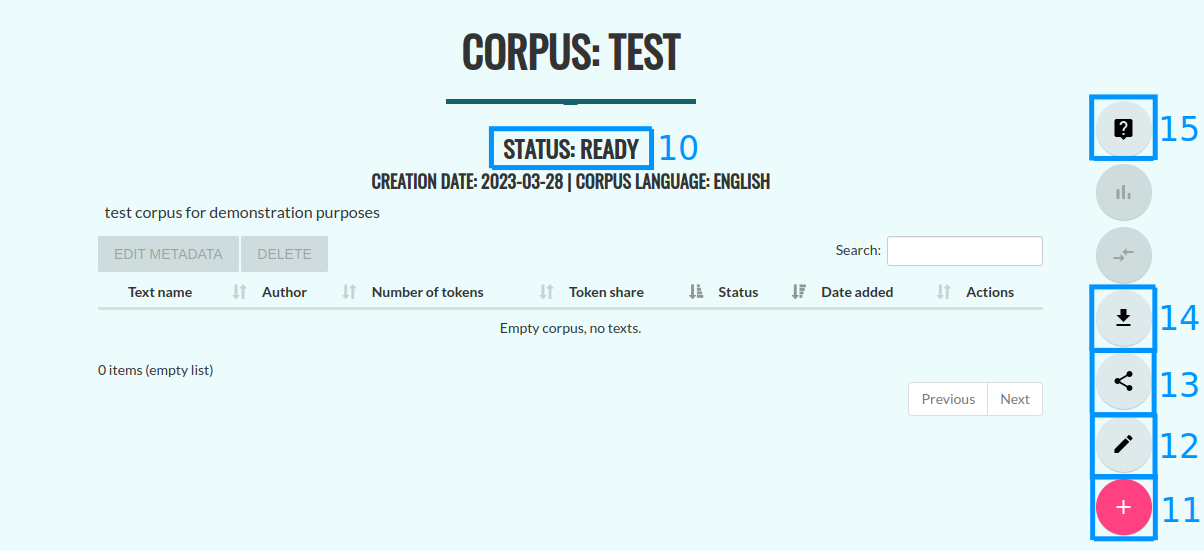 CORPUS: TEST
STATUS: READY 10
CREATION DATE: 2023-03-28 | CORPUS LANGUAGE: ENGLISH
test corpus for demonstration purposes
EDIT METADATA DELETE Search:
Text name Author Number of tokens Token share Status Date added Actions
Empty corpus, no texts.
0 items (empty list)
Previous Next
15
14
13
12
11